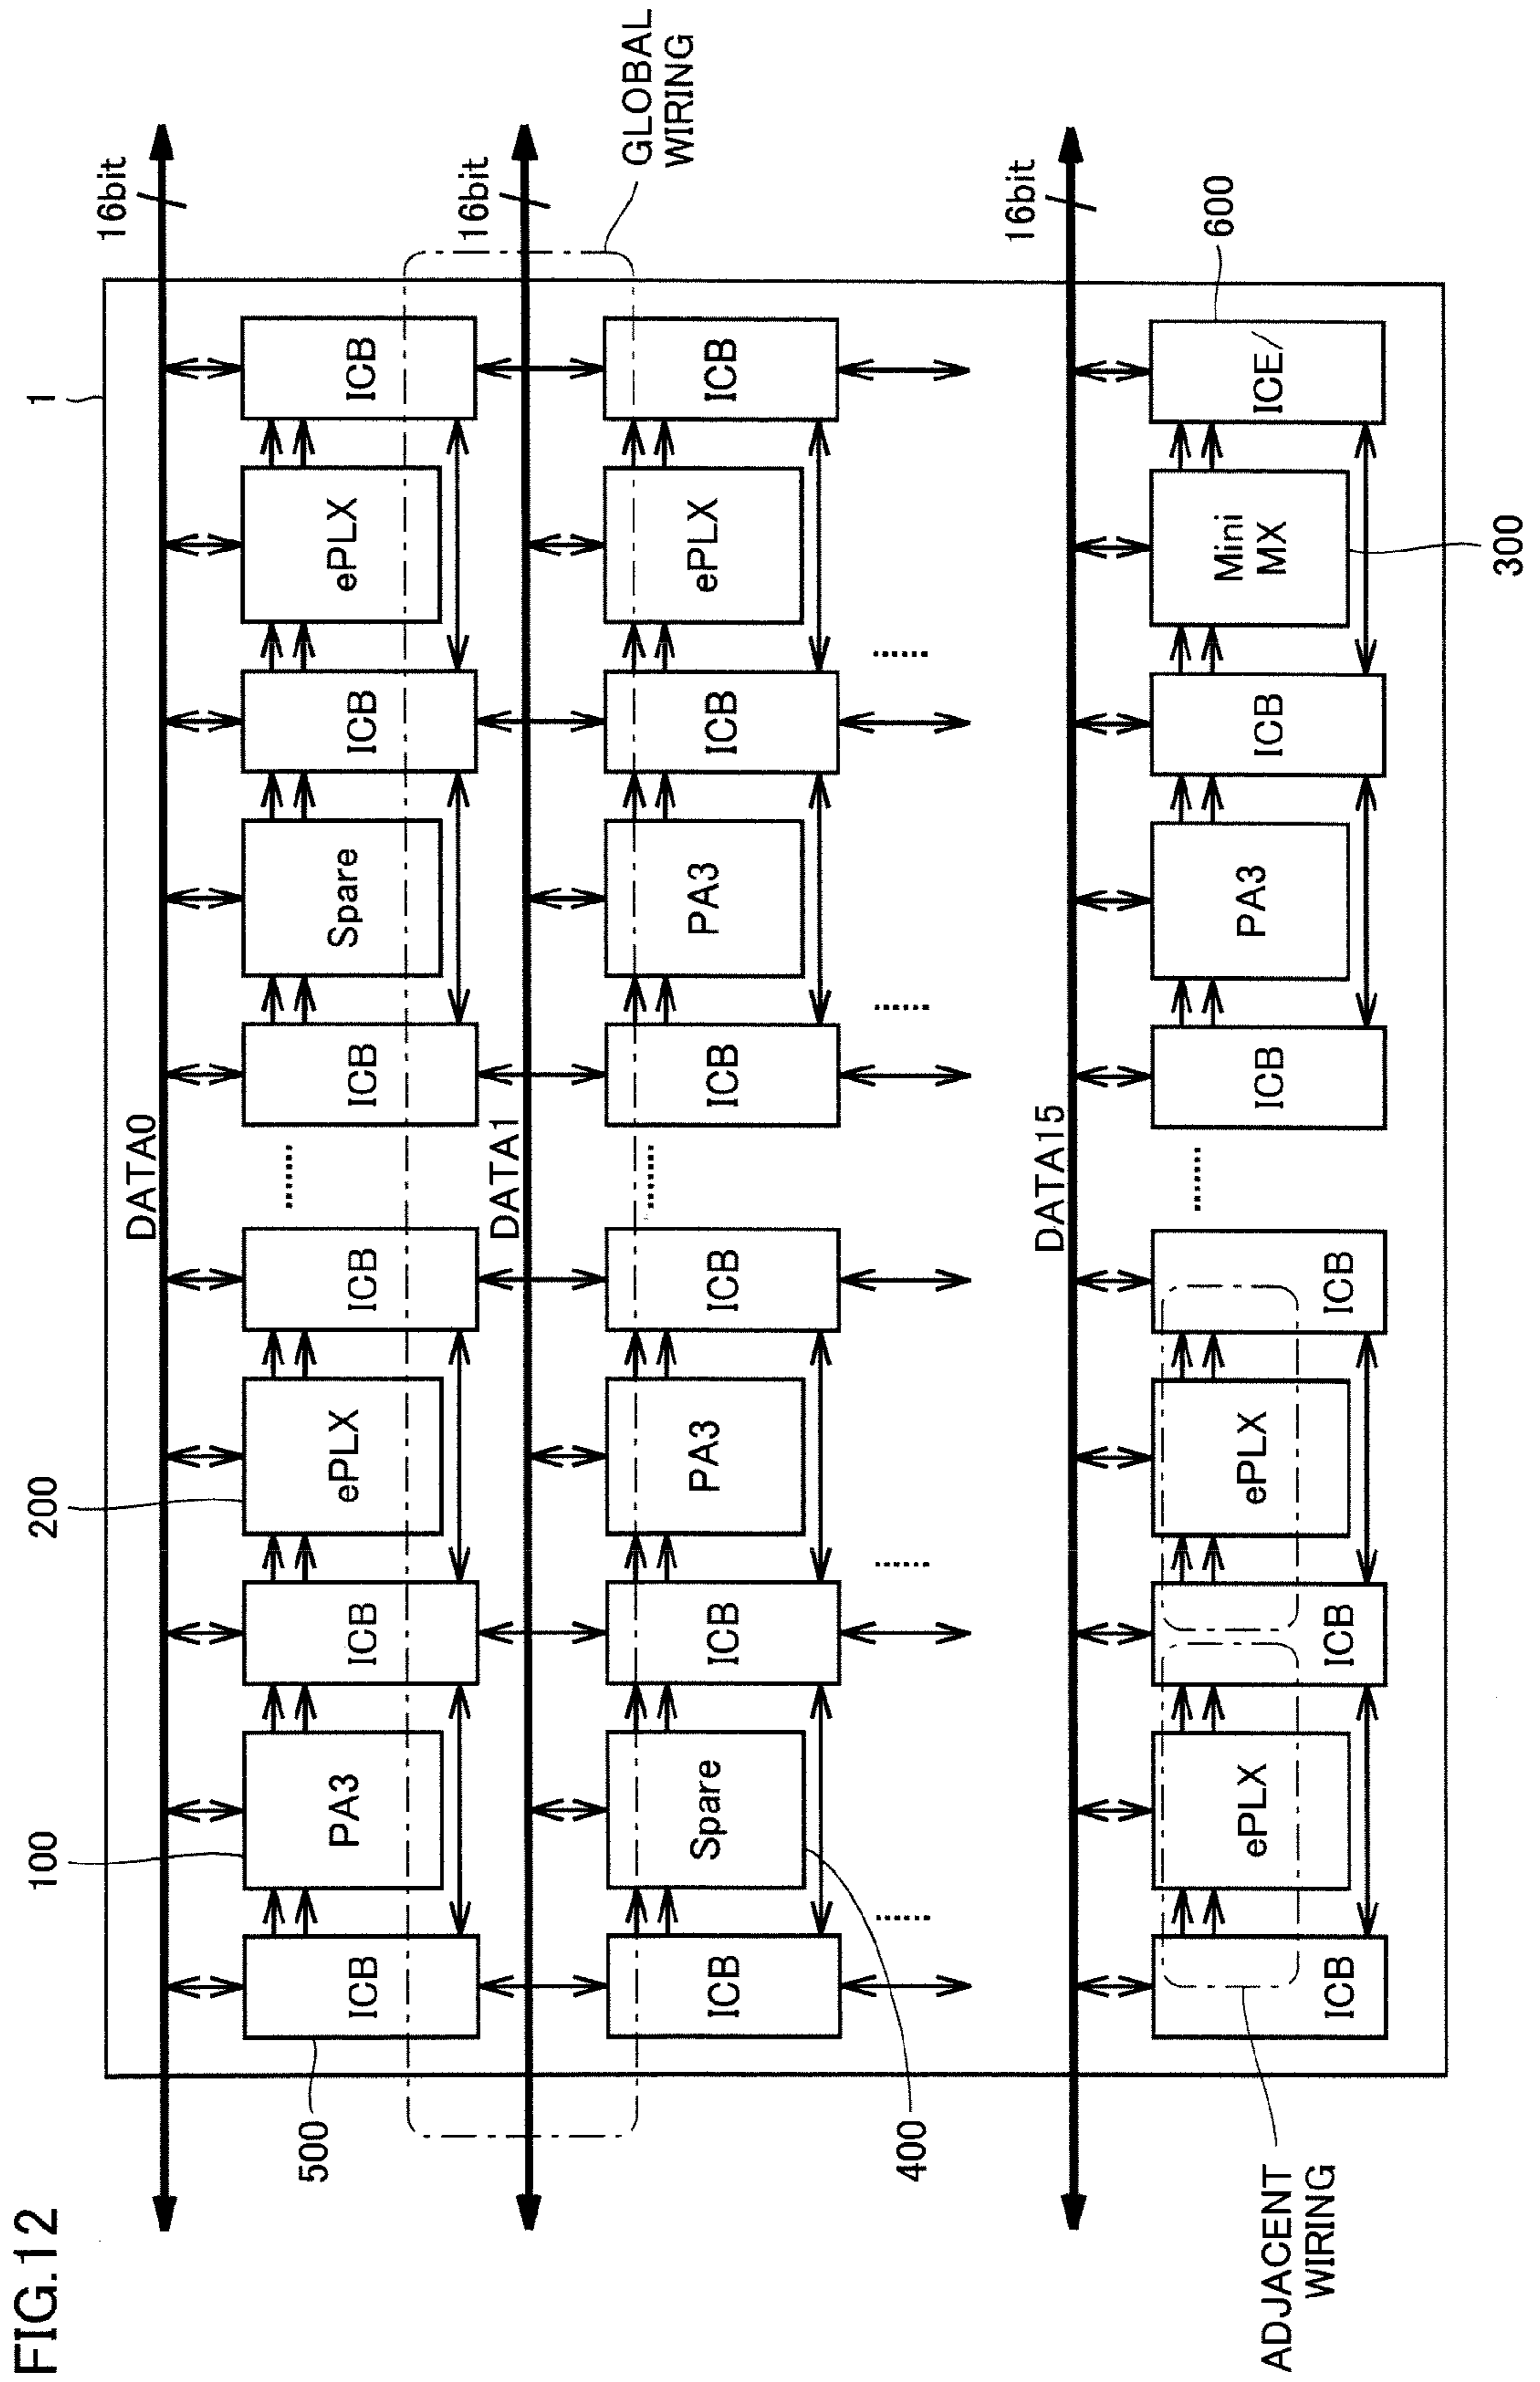 FIG.12
1
DATA0
16bit
100
200
500
ICB
PA3
ICB
ePLX
ICB
........
ICB
Spare
ICB
ePLX
ICB
GLOBAL
WIRING
DATA1
16bit
ICB
Spare
ICB
PA3
ICB
........
ICB
PA3
ICB
ePLX
ICB
400
......
......
......
......
DATA15
16bit
600
ICB
ePLX
ICB
ePLX
ICB
........
ICB
PA3
ICB
Mini
MX
ICE/
300
ADJACENT
WIRING